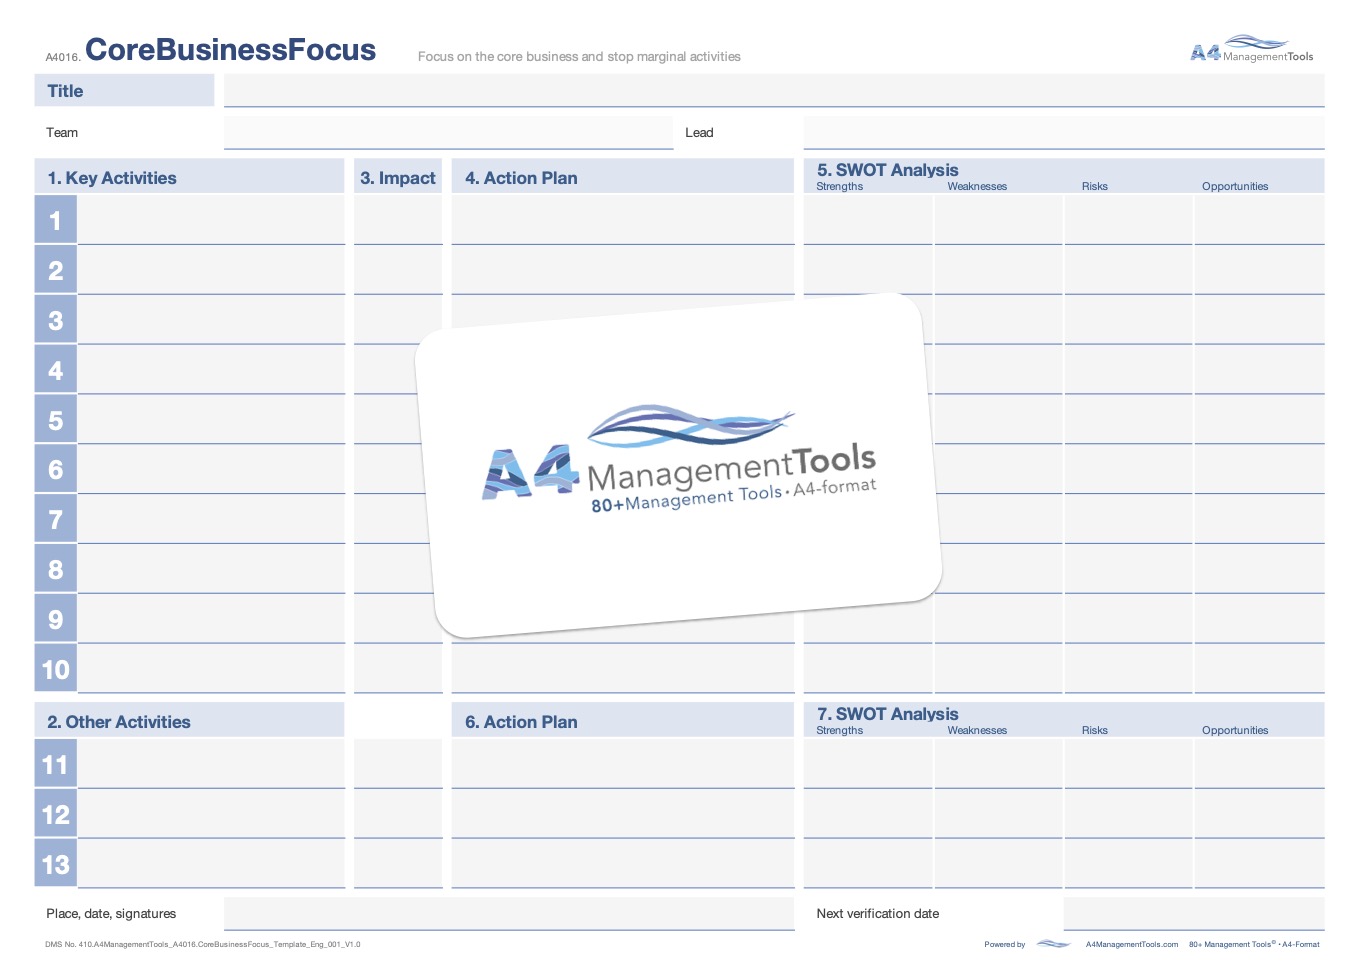 A4016. CoreBusinessFocus Focus on the core business and stop marginal activities A4 ManagementTools
Title
Team Lead
1. Key Activities 3. Impact 4. Action Plan 5. SWOT Analysis
Strengths Weaknesses Risks Opportunities
1
2
3
4
5
6
7
8
9
10
A4 ManagementTools
80+Management Tools • A4-format
2. Other Activities 6. Action Plan 7. SWOT Analysis
Strengths Weaknesses Risks Opportunities
11
12
13
Place, date, signatures Next verification date
DMS No. 410.A4ManagementTools_A4016.CoreBusinessFocus_Template_Eng_001_V1.0 Powered by A4ManagementTools.com 80+ Management Tools© • A4-Format